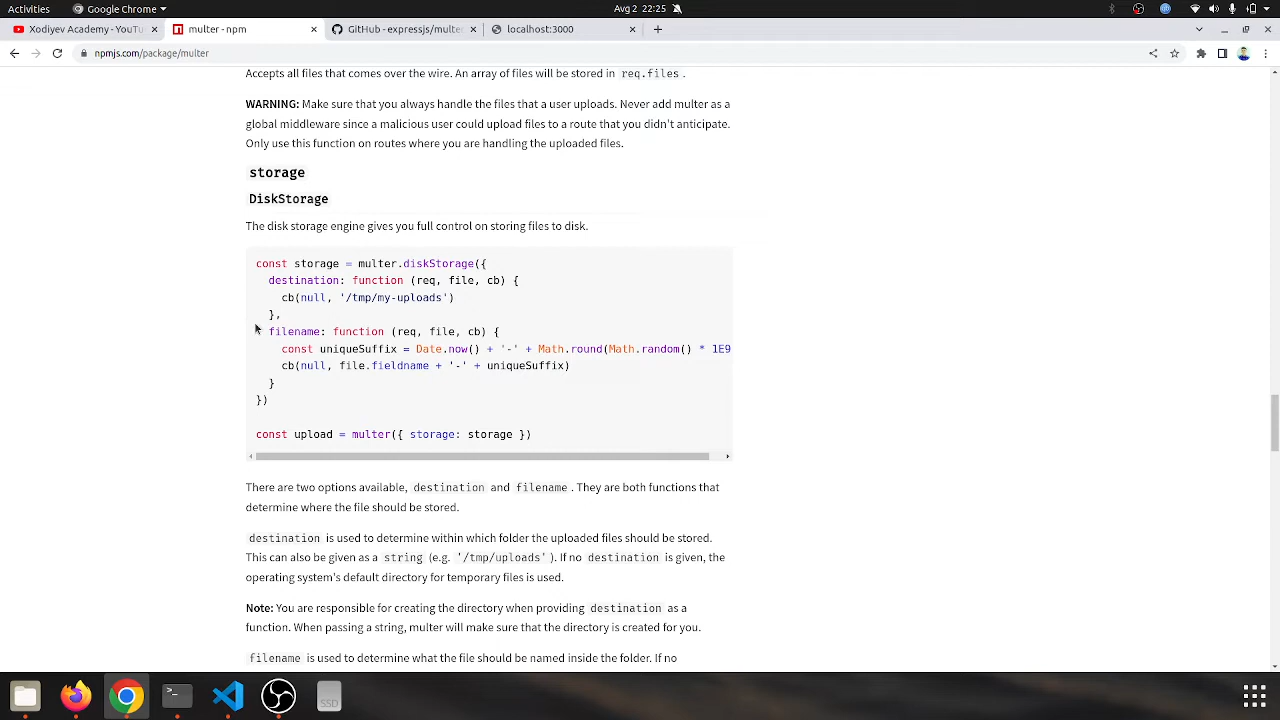 Activities
Google Chrome
Aug 2 22:25
Xodiyev Academy - YouTu
multer - npm
GitHub - expressjs/multer
localhost:3000
npmjs.com/package/multer
Accepts all files that comes over the wire. An array of files will be stored in req.files .
WARNING: Make sure that you always handle the files that a user uploads. Never add multer as a
global middleware since a malicious user could upload files to a route that you didn't anticipate.
Only use this function on routes where you are handling the uploaded files.
storage
DiskStorage
The disk storage engine gives you full control on storing files to disk.
const storage = multer.diskStorage({
destination: function (req, file, cb) {
cb(null, '/tmp/my-uploads')
},
filename: function (req, file, cb) {
const uniqueSuffix = Date.now() + '-' + Math.round(Math.random() * 1E9
cb(null, file.fieldname + '-' + uniqueSuffix)
}
})
const upload = multer({ storage: storage })
There are two options available, destination and filename . They are both functions that
determine where the file should be stored.
destination is used to determine within which folder the uploaded files should be stored.
This can also be given as a string (e.g. '/tmp/uploads' ). If no destination is given, the
operating system's default directory for temporary files is used.
Note: You are responsible for creating the directory when providing destination as a
function. When passing a string, multer will make sure that the directory is created for you.
filename is used to determine what the file should be named inside the folder. If no
SSD